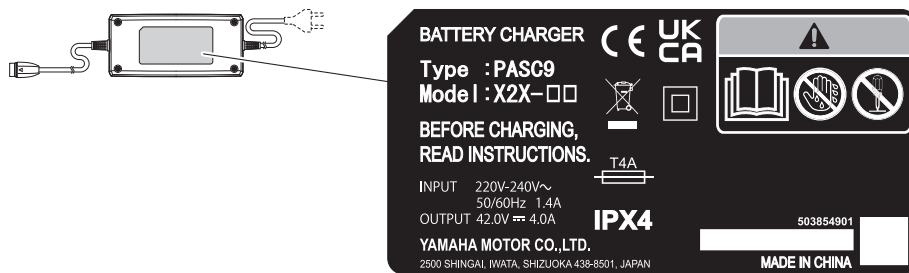 BATTERY CHARGER
CE
UK
CA
Type :PASC9
Model:X2X-□□
BEFORE CHARGING,
READ INSTRUCTIONS.
T4A
INPUT 220V-240V~
50/60Hz 1.4A
OUTPUT 42.0V ⎓ 4.0A
IPX4
503854901
YAMAHA MOTOR CO.,LTD.
2500 SHINGAI, IWATA, SHIZUOKA 438-8501, JAPAN
MADE IN CHINA